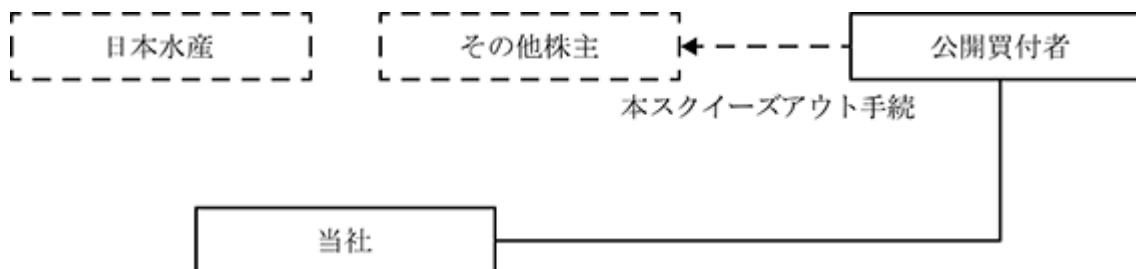 日本水産
その他株主
公開買付者
本スクイーズアウト手続
当社